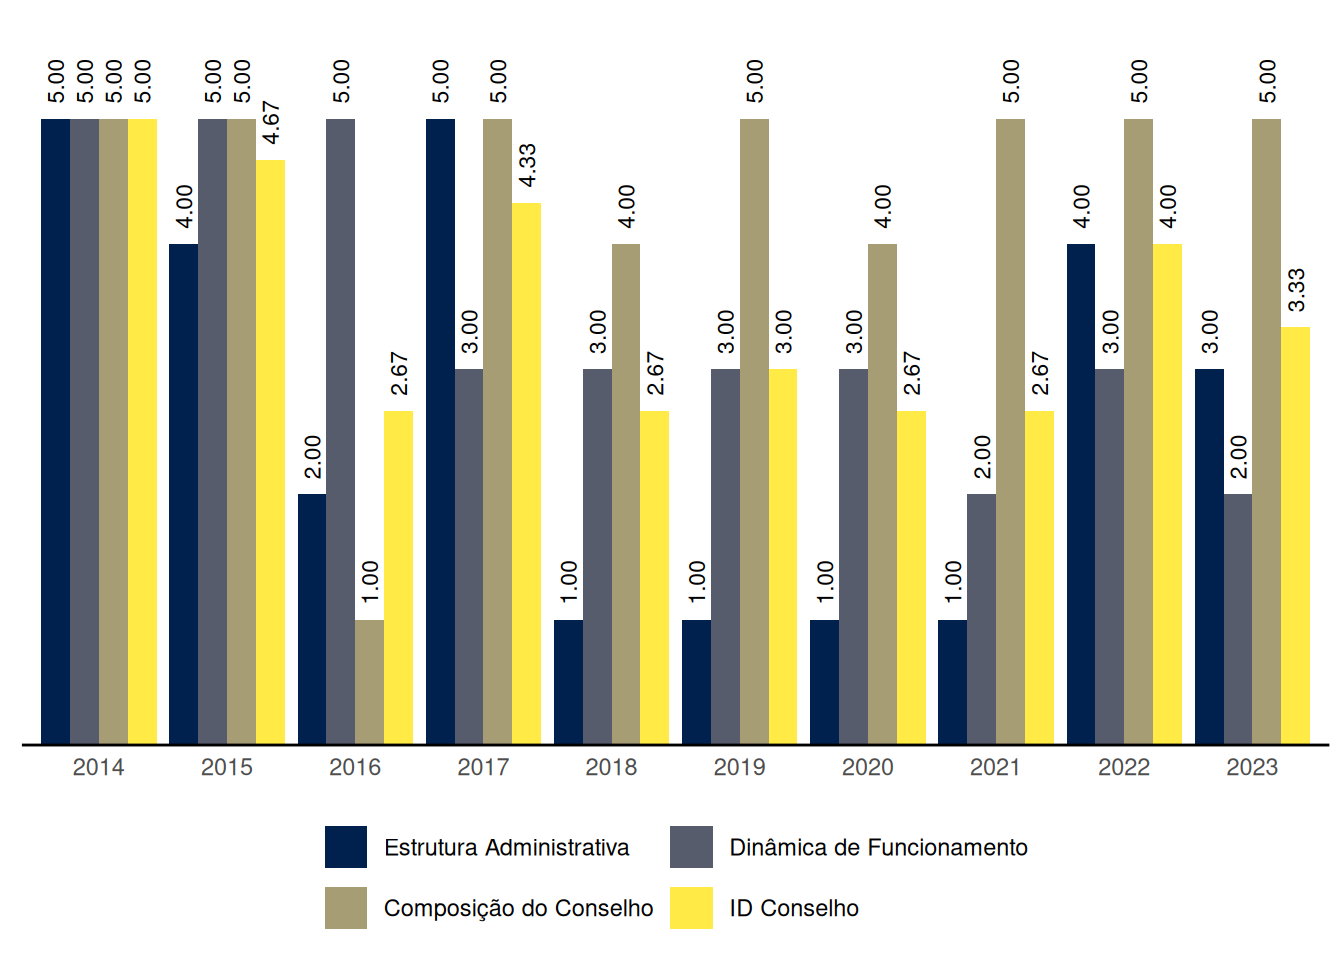 5.00 5.00 5.00 5.00 4.00 5.00 5.00 4.67 2.00 5.00 1.00 2.67 5.00 3.00 5.00 4.33 1.00 3.00 4.00 2.67 1.00 3.00 5.00 3.00 1.00 3.00 4.00 2.67 1.00 2.00 5.00 2.67 4.00 3.00 5.00 4.00 3.00 2.00 5.00 3.33
2014 2015 2016 2017 2018 2019 2020 2021 2022 2023
Estrutura Administrativa Dinâmica de Funcionamento
Composição do Conselho ID Conselho